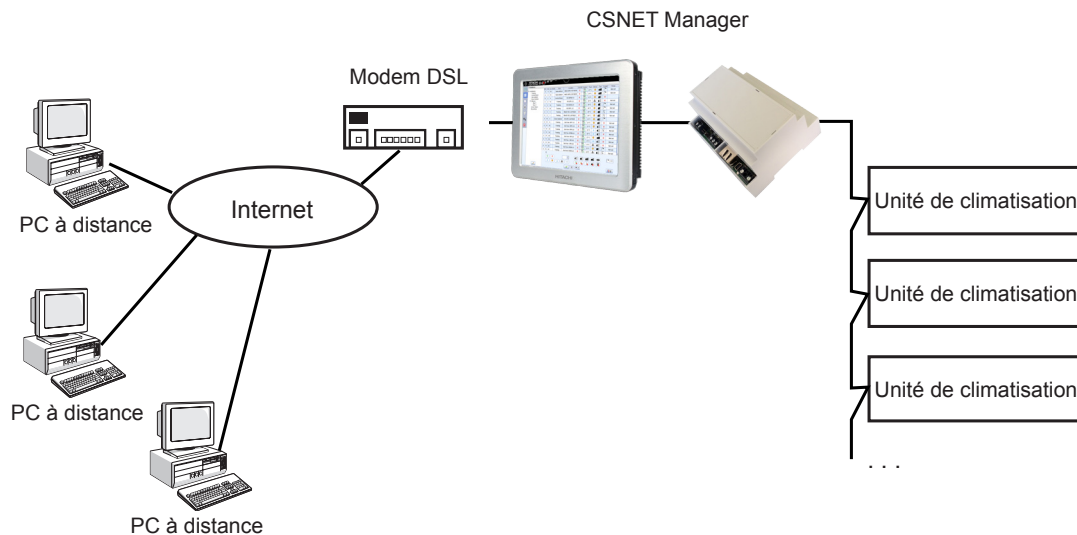 CSNET Manager
Modem DSL
PC à distance
Internet
Unité de climatisation
Unité de climatisation
PC à distance
Unité de climatisation
. . .
PC à distance
HITACHI